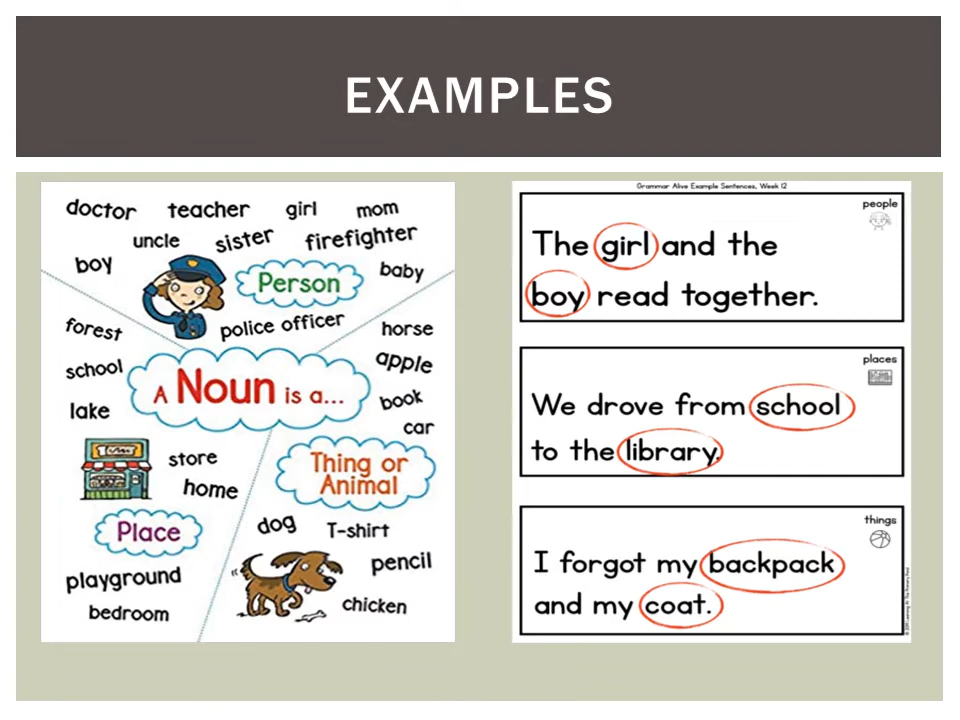 EXAMPLES
doctor teacher girl mom
uncle sister firefighter
boy Person baby
police officer
forest horse
school apple
A Noun is a...
lake book
car
store Thing or
home Animal
Place dog T-shirt
playground pencil
bedroom chicken
Grammar Alive Example Sentences, Week 12
people
The girl and the
boy read together.
places
We drove from school
to the library.
things
I forgot my backpack
and my coat.